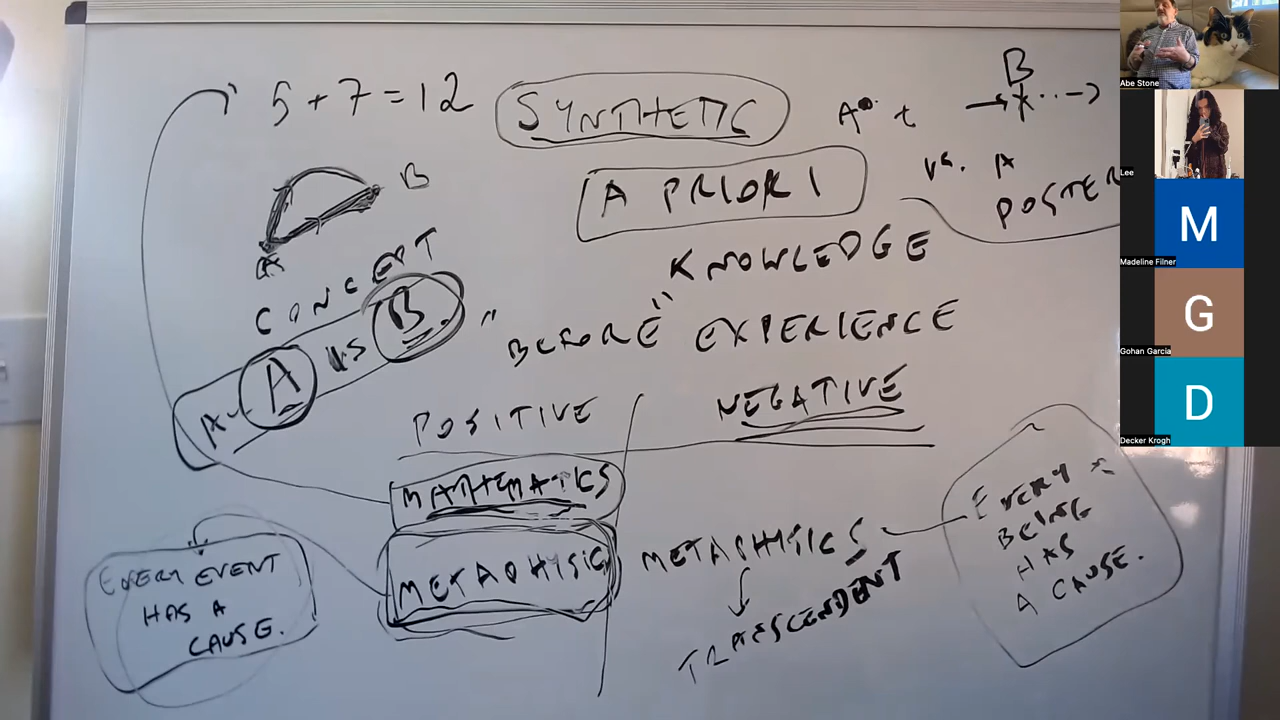 5 + 7 = 12
SYNTHETIC
A
t
B
A PRIORI
vs. A
POSTER
KNOWLEDGE
"BEFORE" EXPERIENCE
B
A
CONCEPT
A vs B
POSITIVE
NEGATIVE
MATHEMATICS
METAPHYSICS
METAPHYSICS
TRANSCENDENT
EVERY EVENT
HAS A
CAUSE.
EVERY
BEING
HAS
A CAUSE.
Abe Stone
Lee
M
Madeline Filner
G
Gohan Garcia
D
Decker Krogh